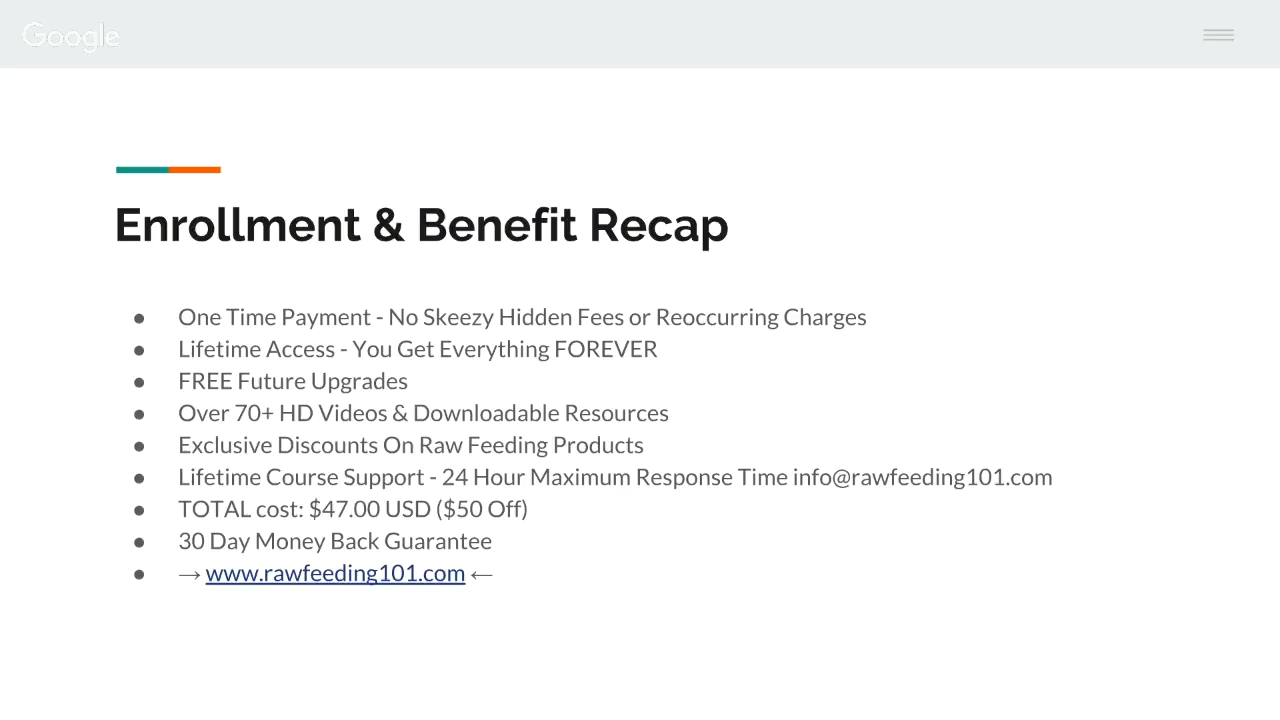 Google
Enrollment & Benefit Recap
● One Time Payment - No Skeezy Hidden Fees or Reoccurring Charges
● Lifetime Access - You Get Everything FOREVER
● FREE Future Upgrades
● Over 70+ HD Videos & Downloadable Resources
● Exclusive Discounts On Raw Feeding Products
● Lifetime Course Support - 24 Hour Maximum Response Time info@rawfeeding101.com
● TOTAL cost: $47.00 USD ($50 Off)
● 30 Day Money Back Guarantee
● → www.rawfeeding101.com ←